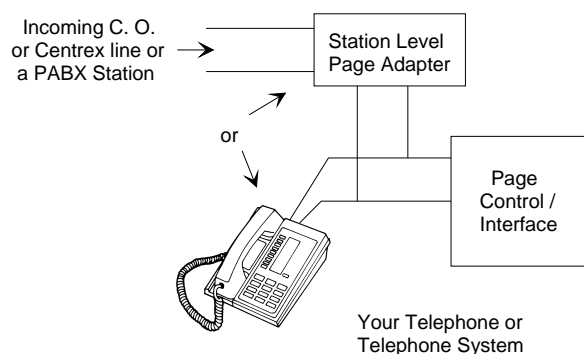 Incoming C. O.
or Centrex line or
a PABX Station
Station Level
Page Adapter
or
Page
Control /
Interface
Your Telephone or
Telephone System